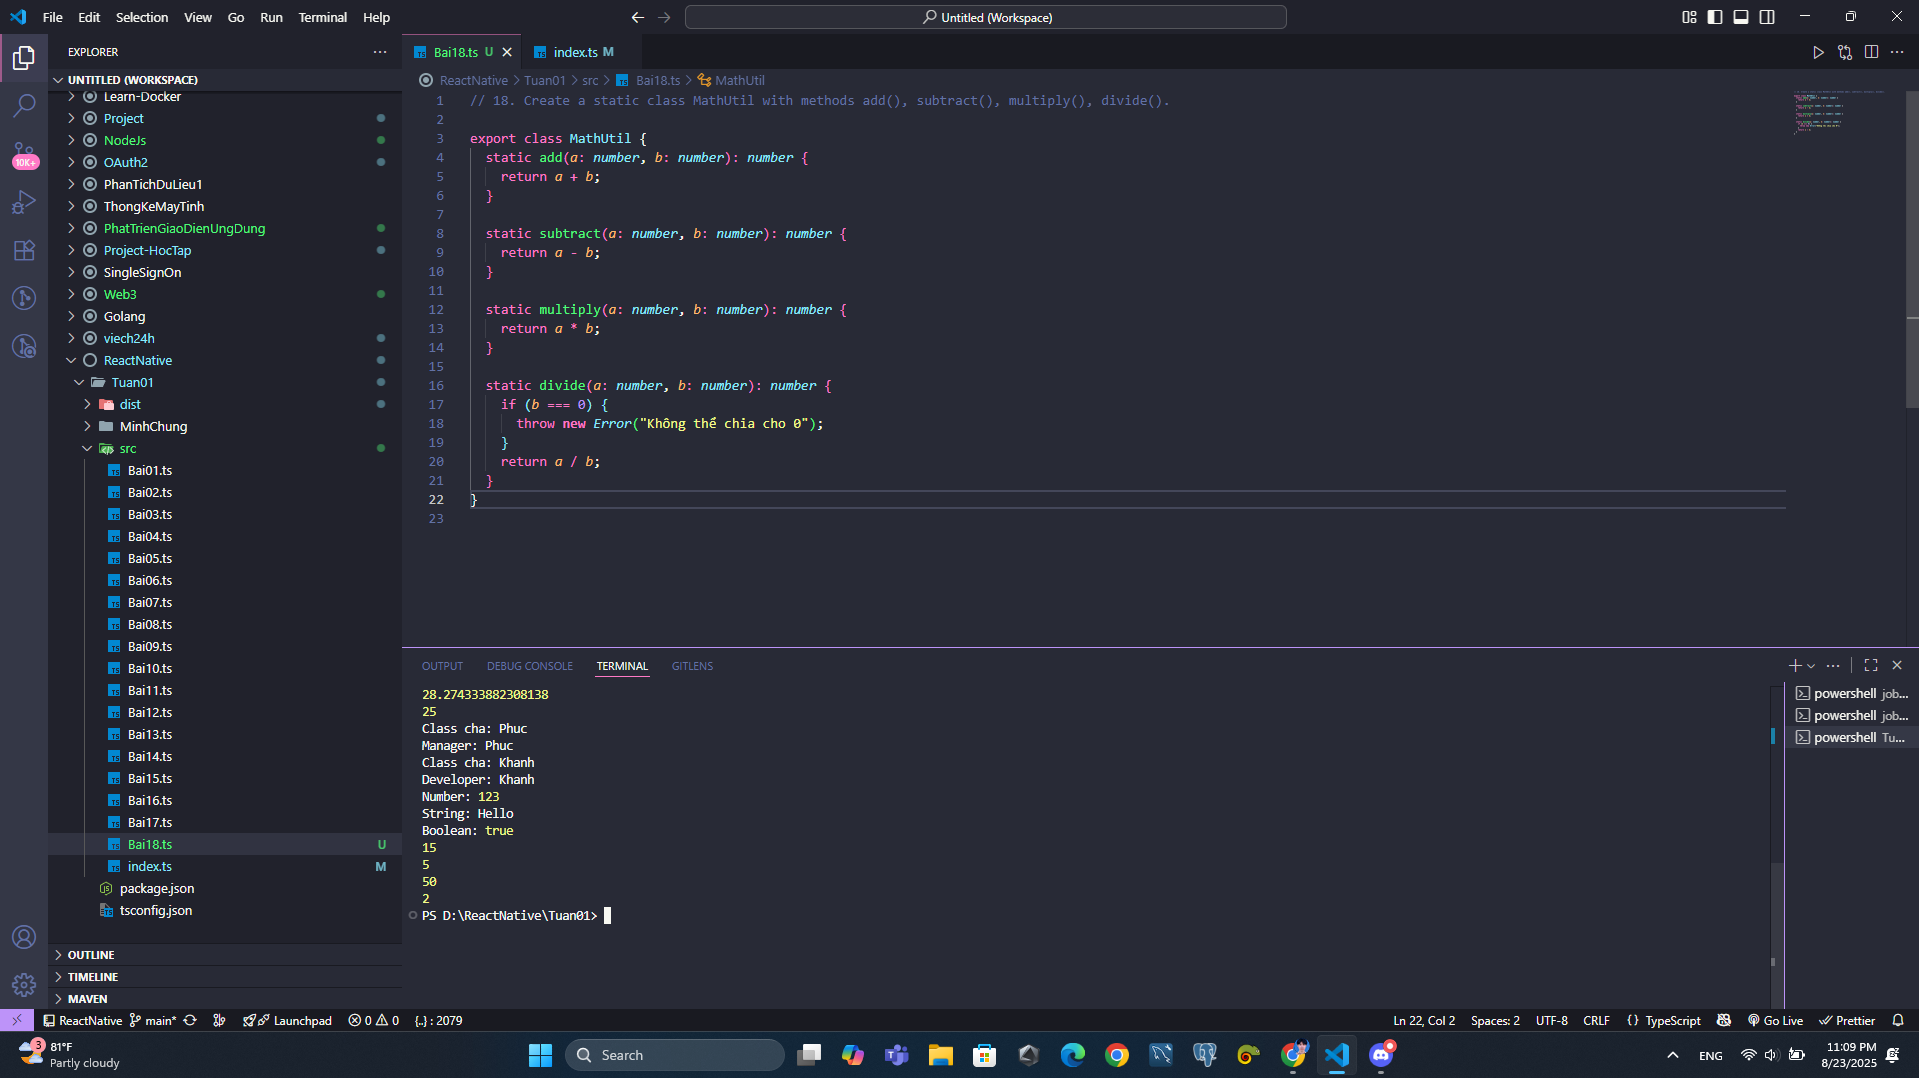 File Edit Selection View Go Run Terminal Help
Untitled (Workspace)
EXPLORER
UNTITLED (WORKSPACE)
Learn-Docker
Project
NodeJs
OAuth2
PhanTichDuLieu1
ThongKeMayTinh
PhatTrienGiaoDienUngDung
Project-HocTap
SingleSignOn
Web3
Golang
viech24h
ReactNative
Tuan01
dist
MinhChung
src
Bai01.ts
Bai02.ts
Bai03.ts
Bai04.ts
Bai05.ts
Bai06.ts
Bai07.ts
Bai08.ts
Bai09.ts
Bai10.ts
Bai11.ts
Bai12.ts
Bai13.ts
Bai14.ts
Bai15.ts
Bai16.ts
Bai17.ts
Bai18.ts U
index.ts M
package.json
tsconfig.json
OUTLINE
TIMELINE
MAVEN
10K+
Bai18.ts U index.ts M
ReactNative > Tuan01 > src > Bai18.ts > MathUtil
1 // 18. Create a static class MathUtil with methods add(), subtract(), multiply(), divide().
2
3 export class MathUtil {
4 static add(a: number, b: number): number {
5 return a + b;
6 }
7
8 static subtract(a: number, b: number): number {
9 return a - b;
10 }
11
12 static multiply(a: number, b: number): number {
13 return a * b;
14 }
15
16 static divide(a: number, b: number): number {
17 if (b === 0) {
18 throw new Error("Không thể chia cho 0");
19 }
20 return a / b;
21 }
22 }
23
OUTPUT DEBUG CONSOLE TERMINAL GITLENS
28.274333882308138
25
Class cha: Phuc
Manager: Phuc
Class cha: Khanh
Developer: Khanh
Number: 123
String: Hello
Boolean: true
15
5
50
2
PS D:\ReactNative\Tuan01>
powershell job...
powershell job...
powershell Tu...
ReactNative main* Launchpad 0 0 {..} : 2079
Ln 22, Col 2 Spaces: 2 UTF-8 CRLF {} TypeScript Go Live Prettier
3
81°F
Partly cloudy
Search
ENG
11:09 PM
8/23/2025